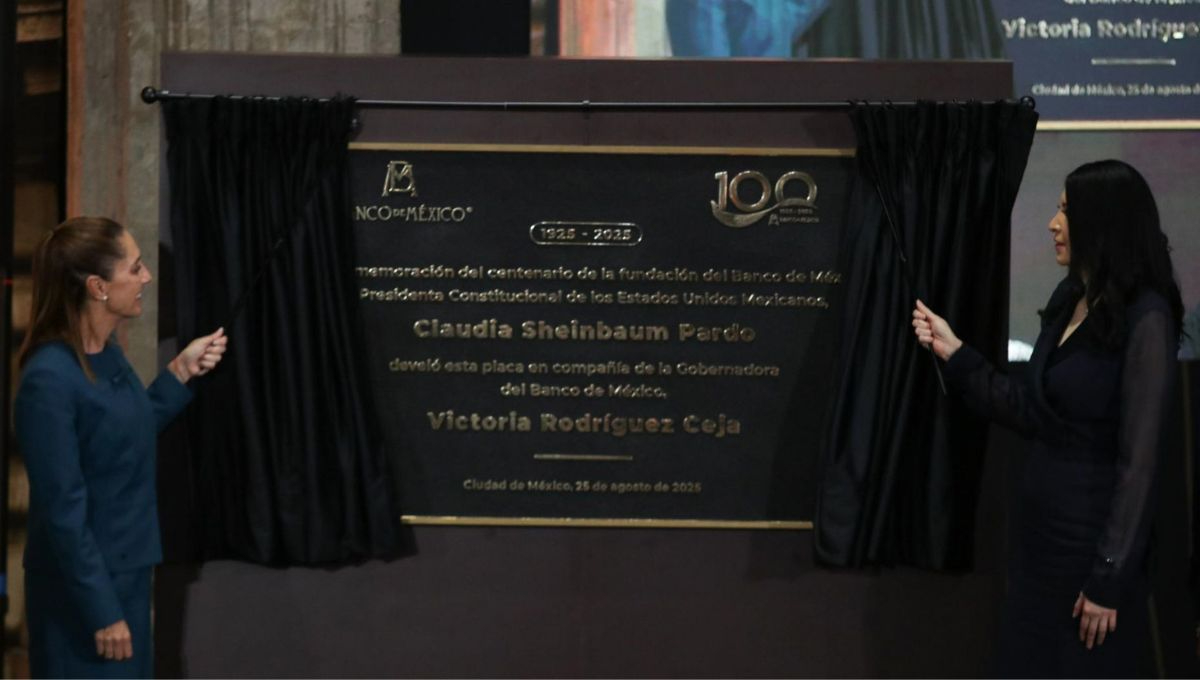 NCO DE MÉXICO®
100
1925 - 2025
memoración del centenario de la fundación del Banco de Méx
Presidenta Constitucional de los Estados Unidos Mexicanos,
Claudia Sheinbaum Pardo
develó esta placa en compañía de la Gobernadora
del Banco de México,
Victoria Rodríguez Ceja
Ciudad de México, 25 de agosto de 2025
Victoria Rodrígue
Ciudad de México, 25 de agosto d